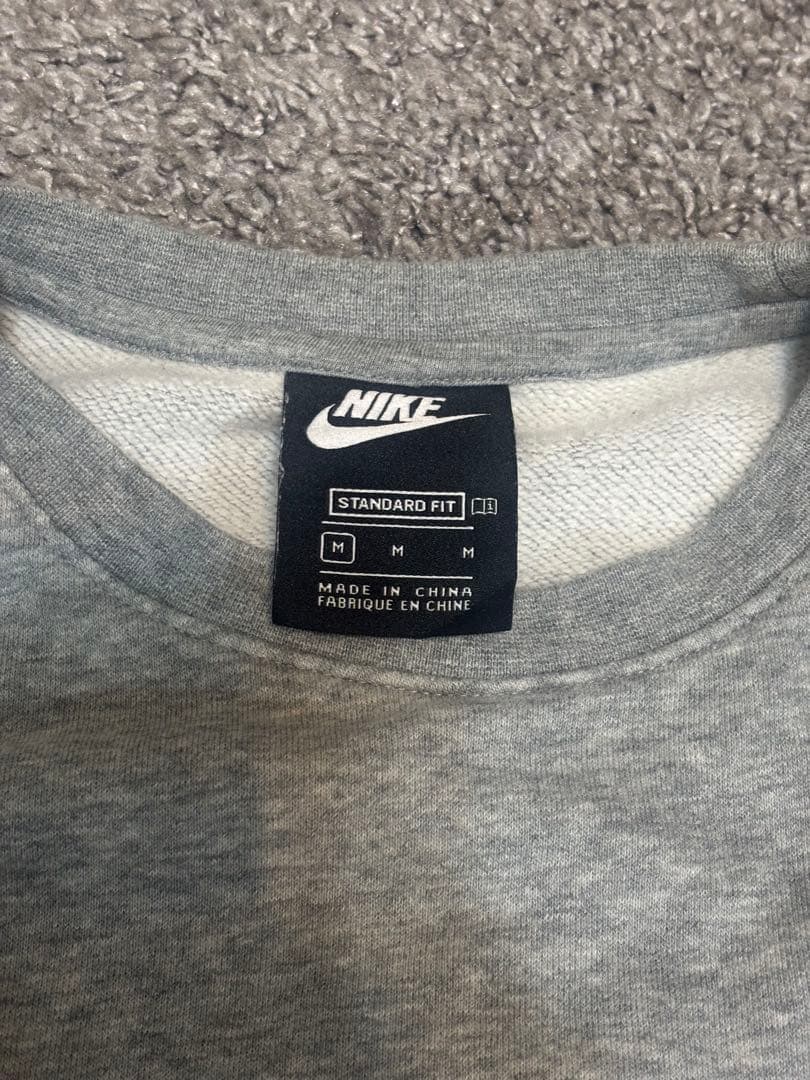 NIKE
STANDARD FIT
M M M
MADE IN CHINA
FABRIQUE EN CHINE